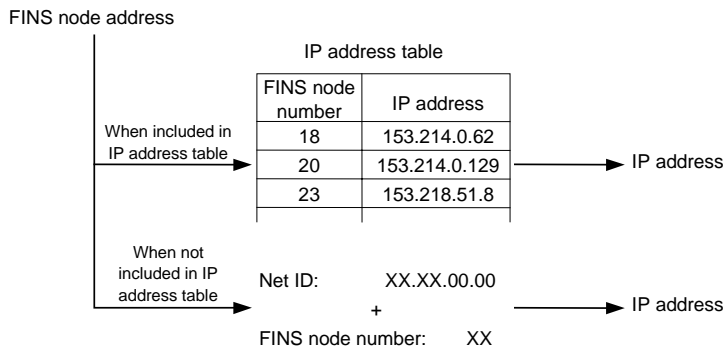 FINS node address
IP address table
FINS node
number
IP address
18 153.214.0.62
20 153.214.0.129
23 153.218.51.8
When included in
IP address table
IP address
When not
included in IP
address table
Net ID: XX.XX.00.00
+
FINS node number: XX
IP address